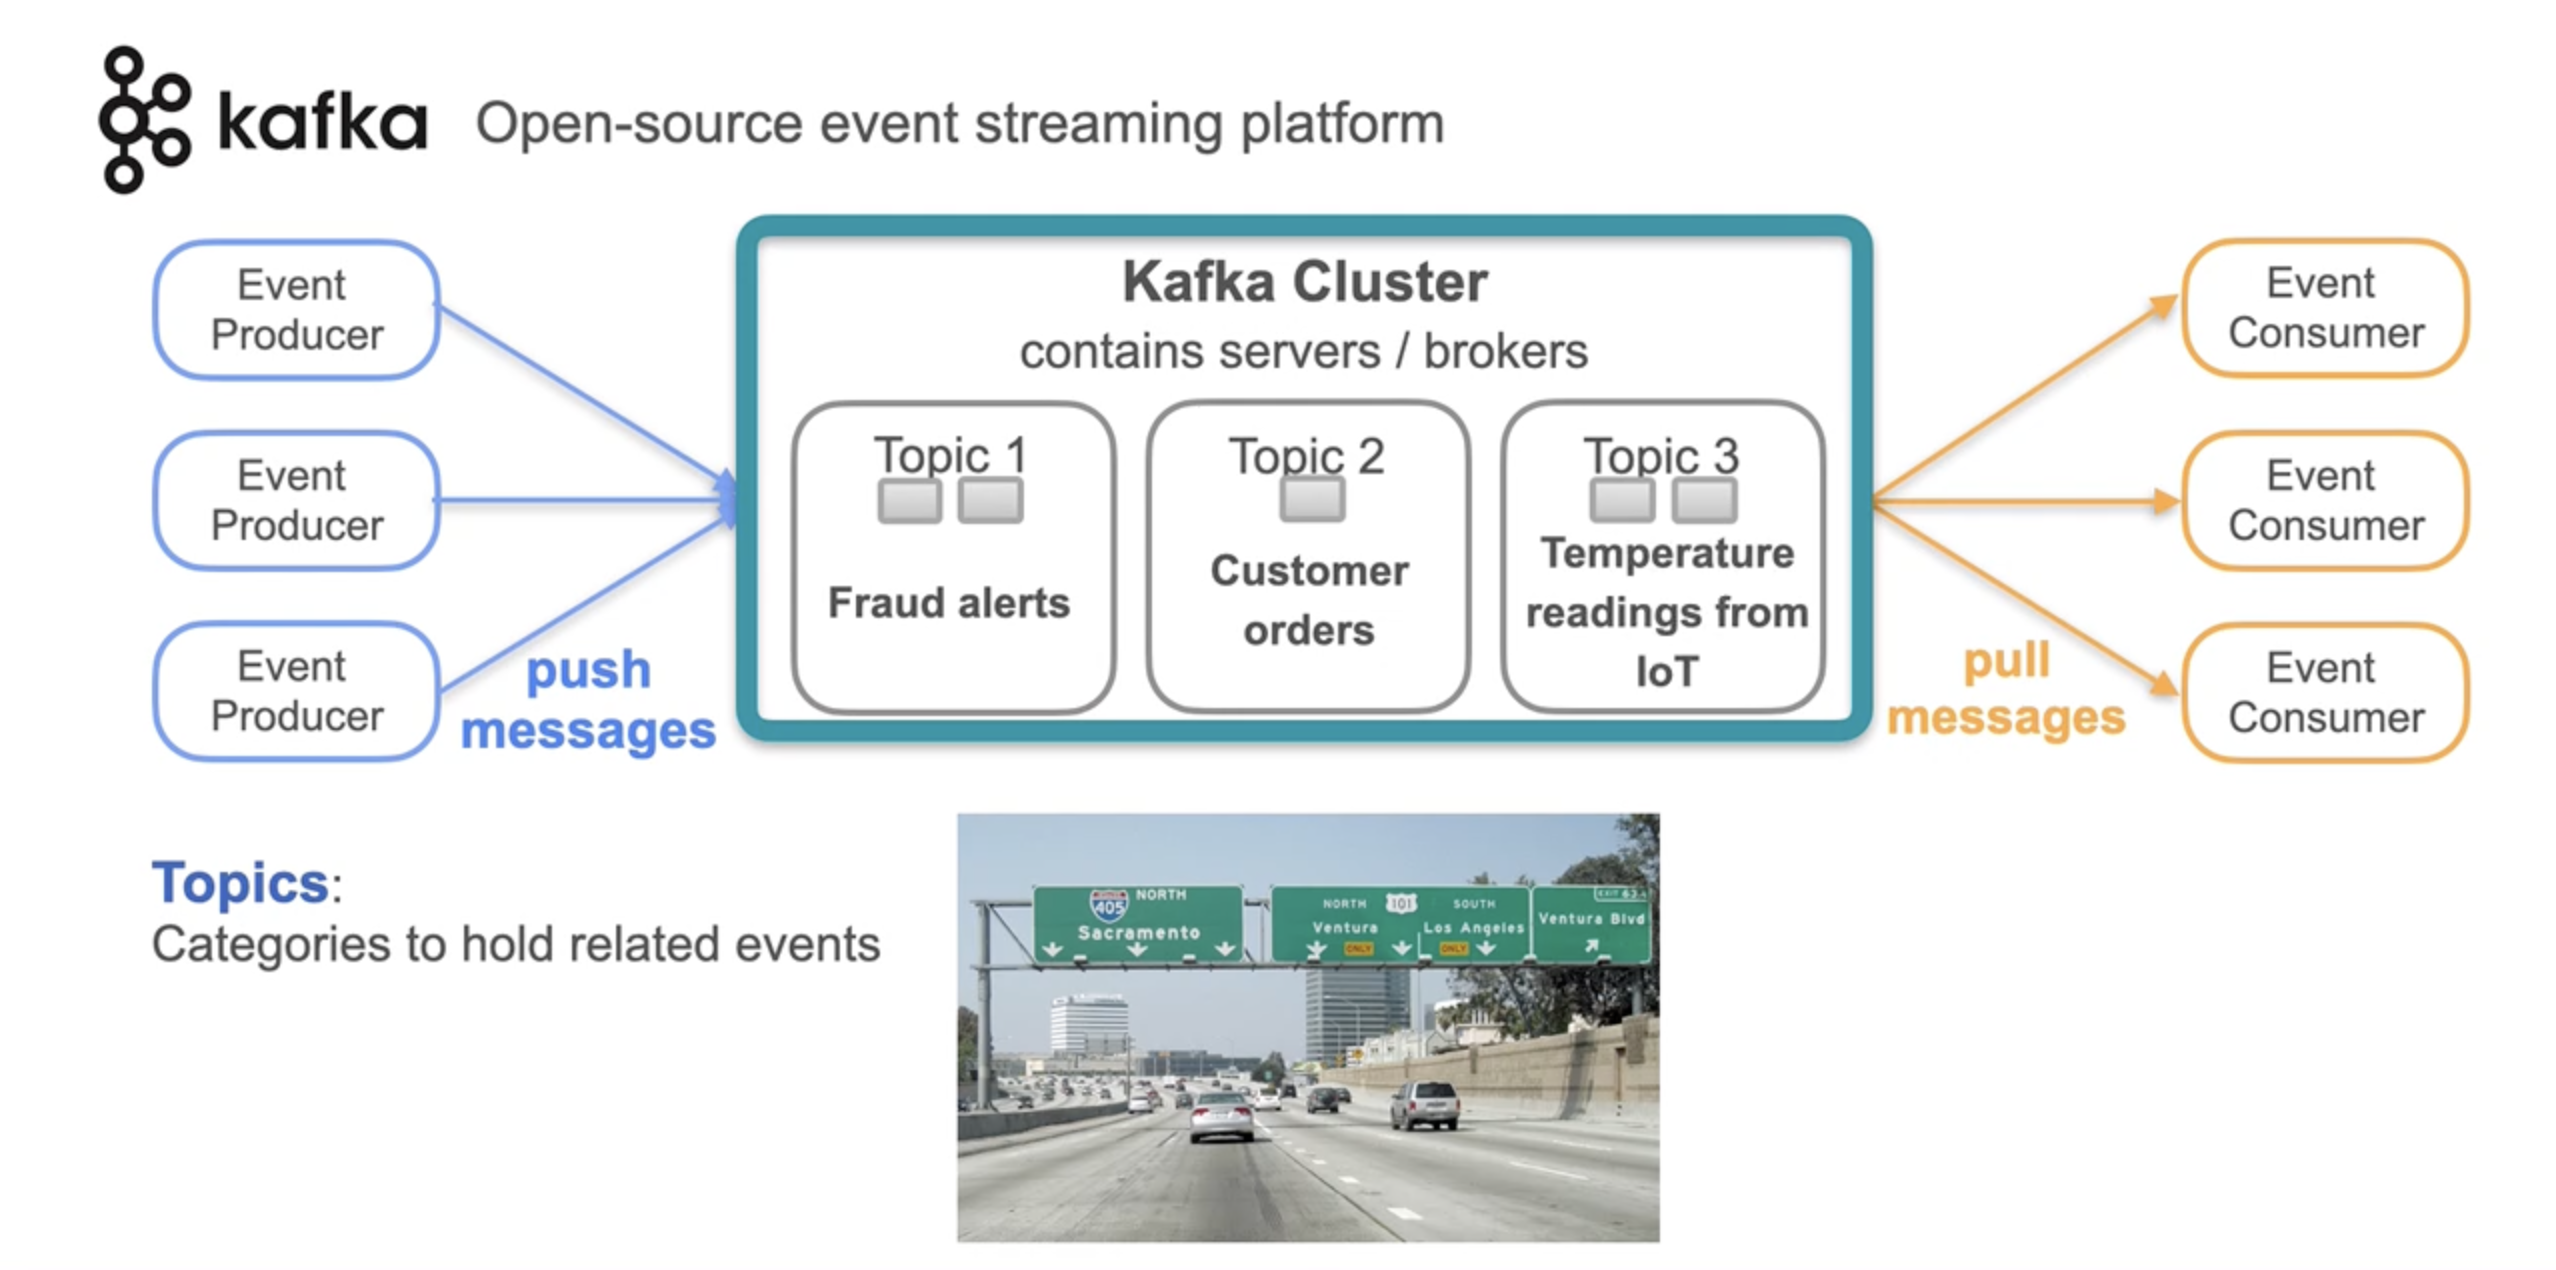 kafka Open-source event streaming platform
Event
Producer
Event
Producer
Event
Producer
push
messages
Kafka Cluster
contains servers / brokers
Topic 1
Fraud alerts
Topic 2
Customer
orders
Topic 3
Temperature
readings from
IoT
pull
messages
Event
Consumer
Event
Consumer
Event
Consumer
Topics:
Categories to hold related events
405 NORTH
Sacramento
NORTH 101 SOUTH
Ventura Los Angeles
ONLY ONLY
EXIT
Ventura Blvd